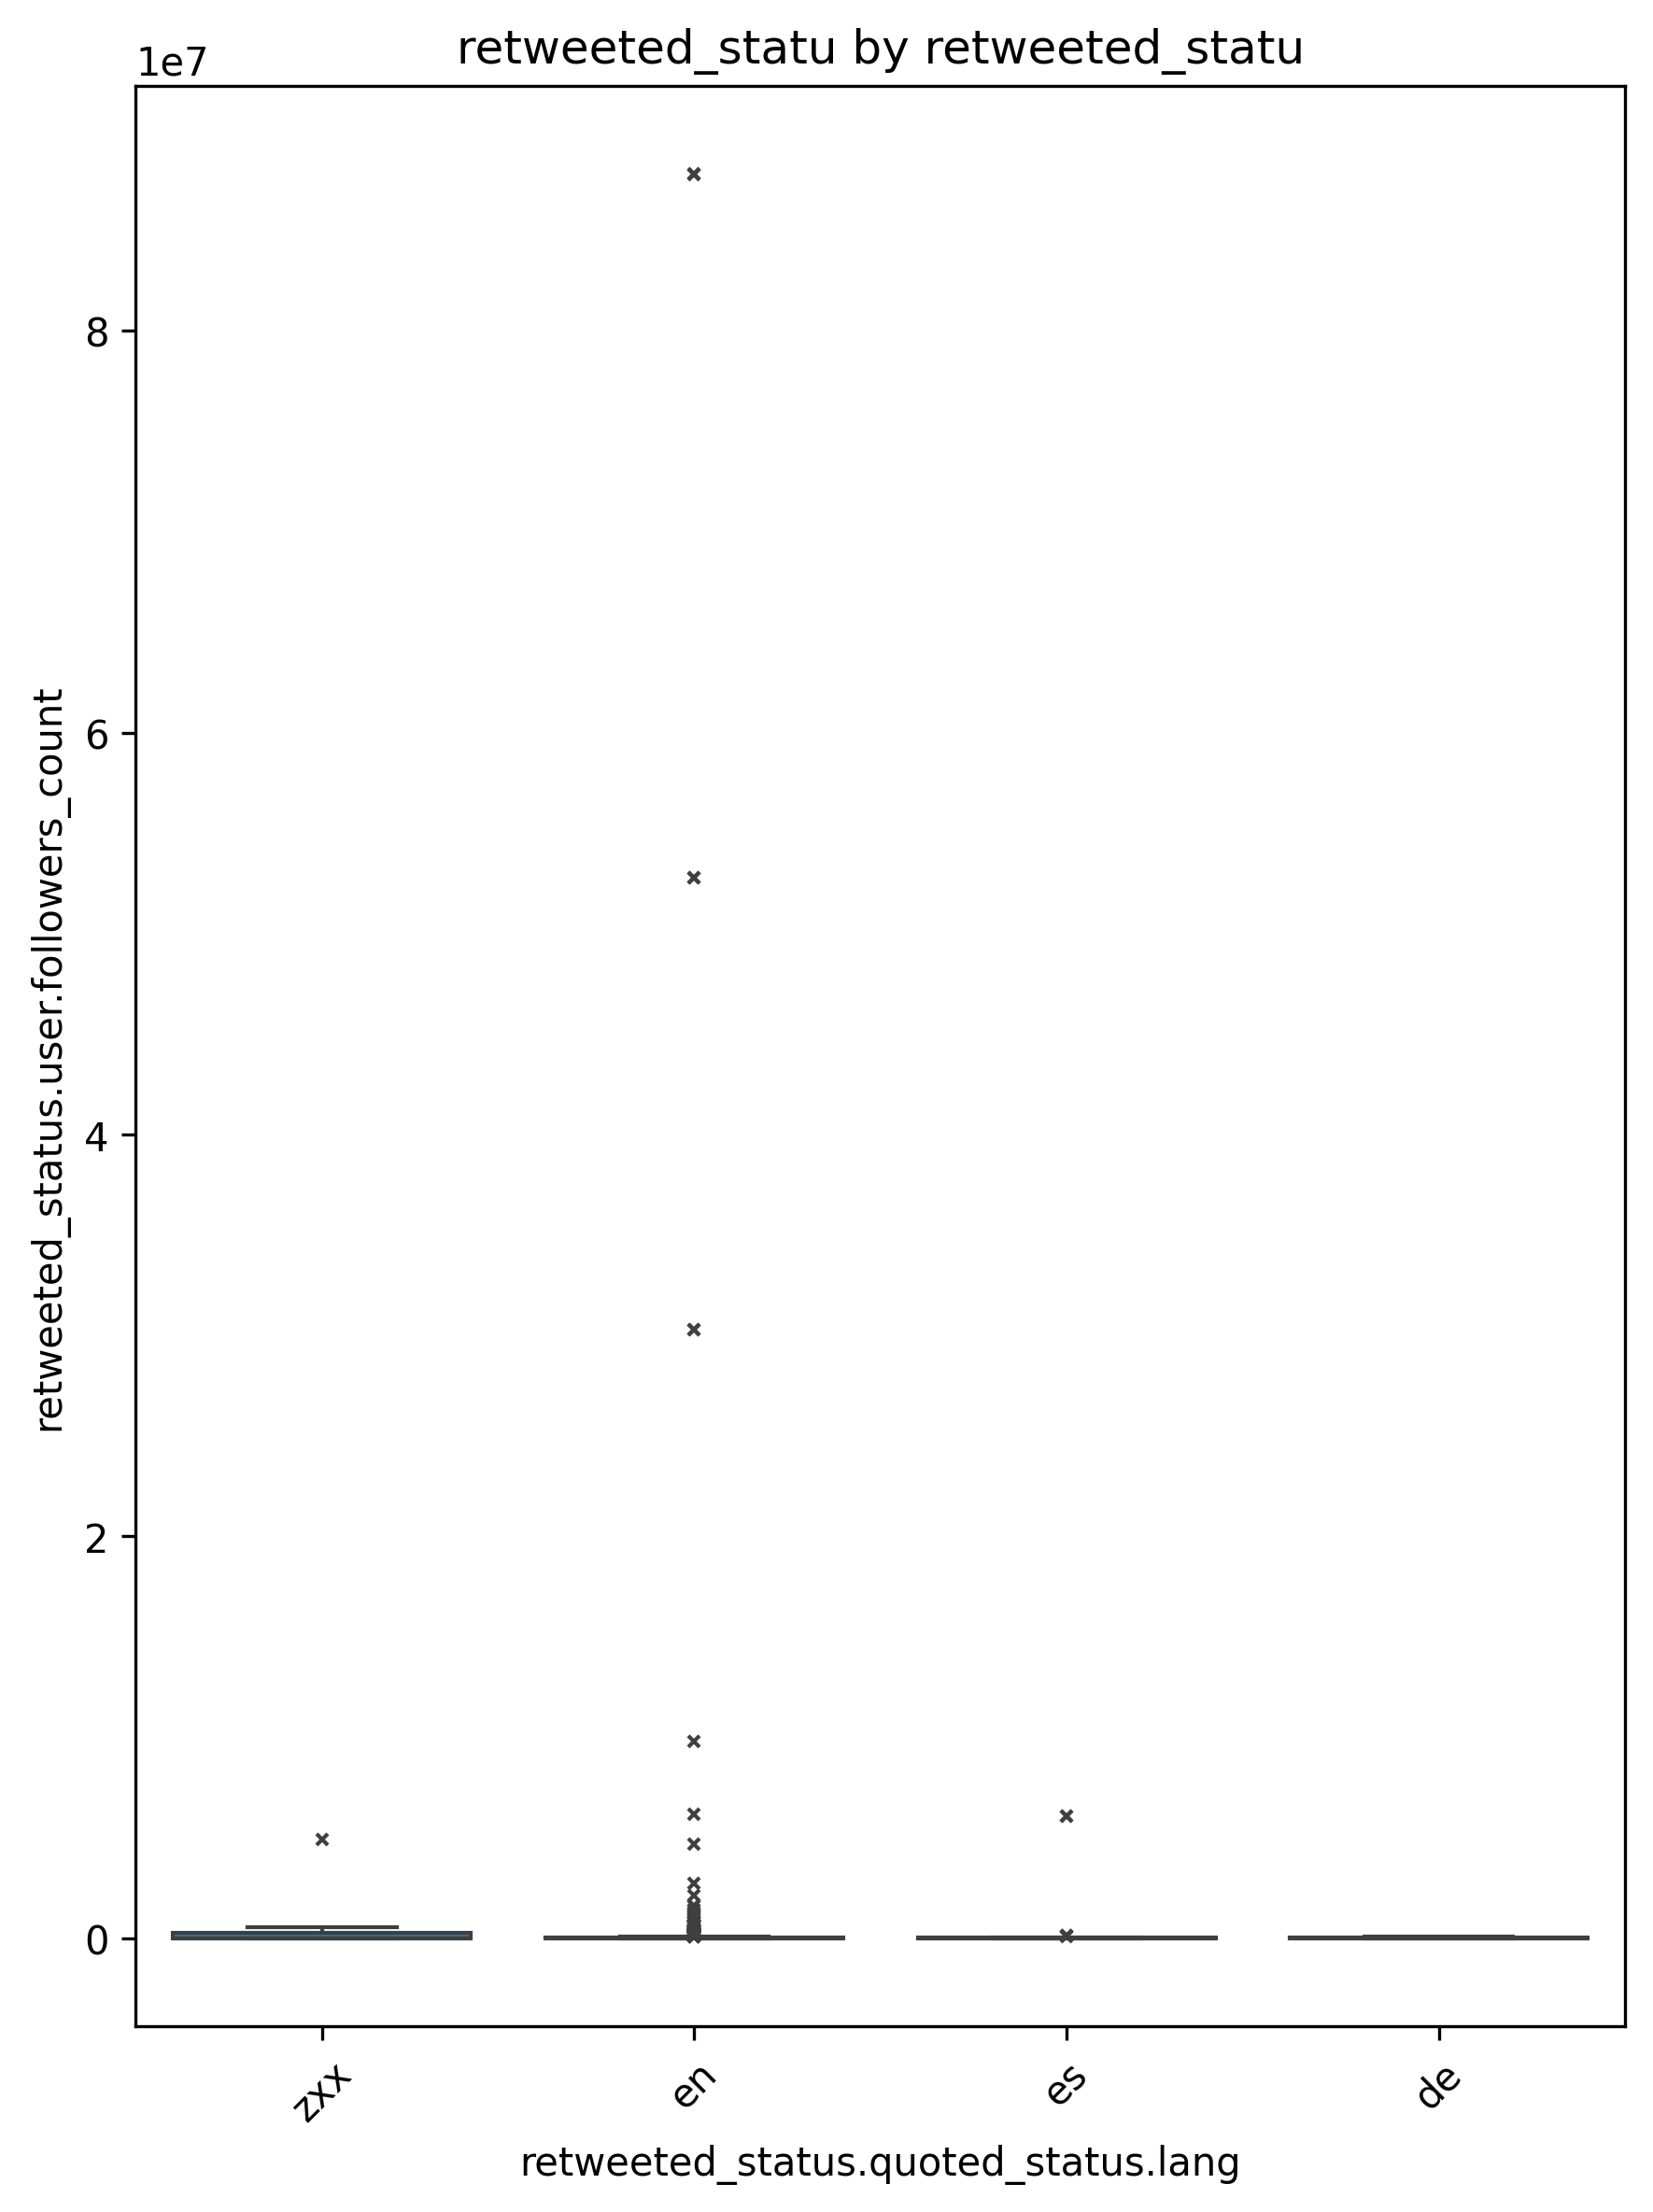 retweeted_statu by retweeted_statu
1e7
8
6
4
2
0
retweeted_status.user.followers_count
zxx
en
es
de
retweeted_status.quoted_status.lang